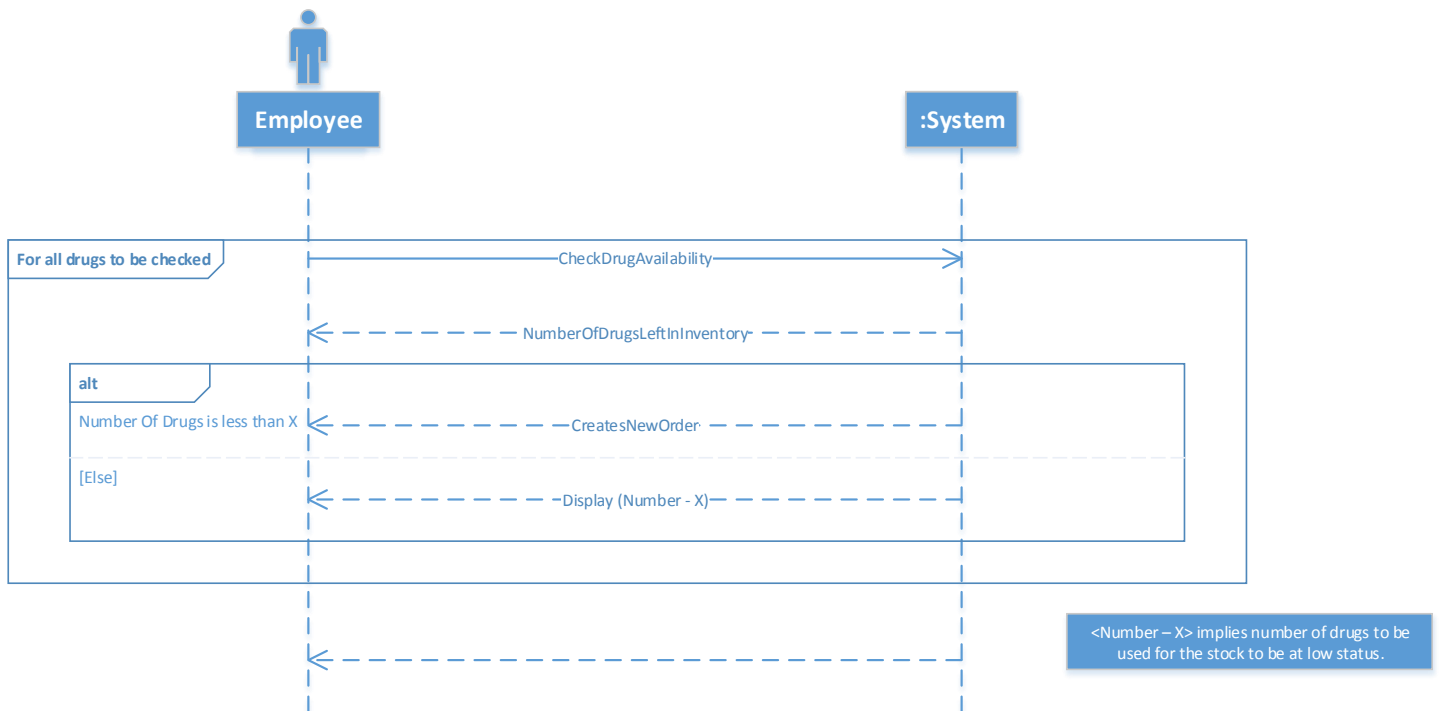 Employee
:System
For all drugs to be checked
CheckDrugAvailability
NumberOfDrugsLeftInInventory
alt
Number Of Drugs is less than X
CreatesNewOrder
[Else]
Display (Number - X)
<Number – X> implies number of drugs to be
used for the stock to be at low status.